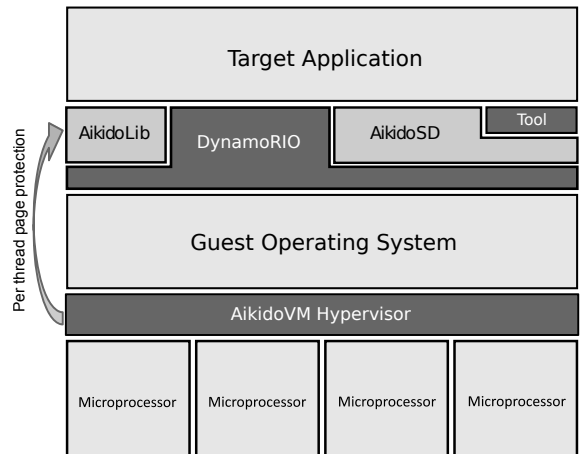 Target Application
AikidoLib
DynamoRIO
AikidoSD
Tool
Per thread page protection
Guest Operating System
AikidoVM Hypervisor
Microprocessor
Microprocessor
Microprocessor
Microprocessor